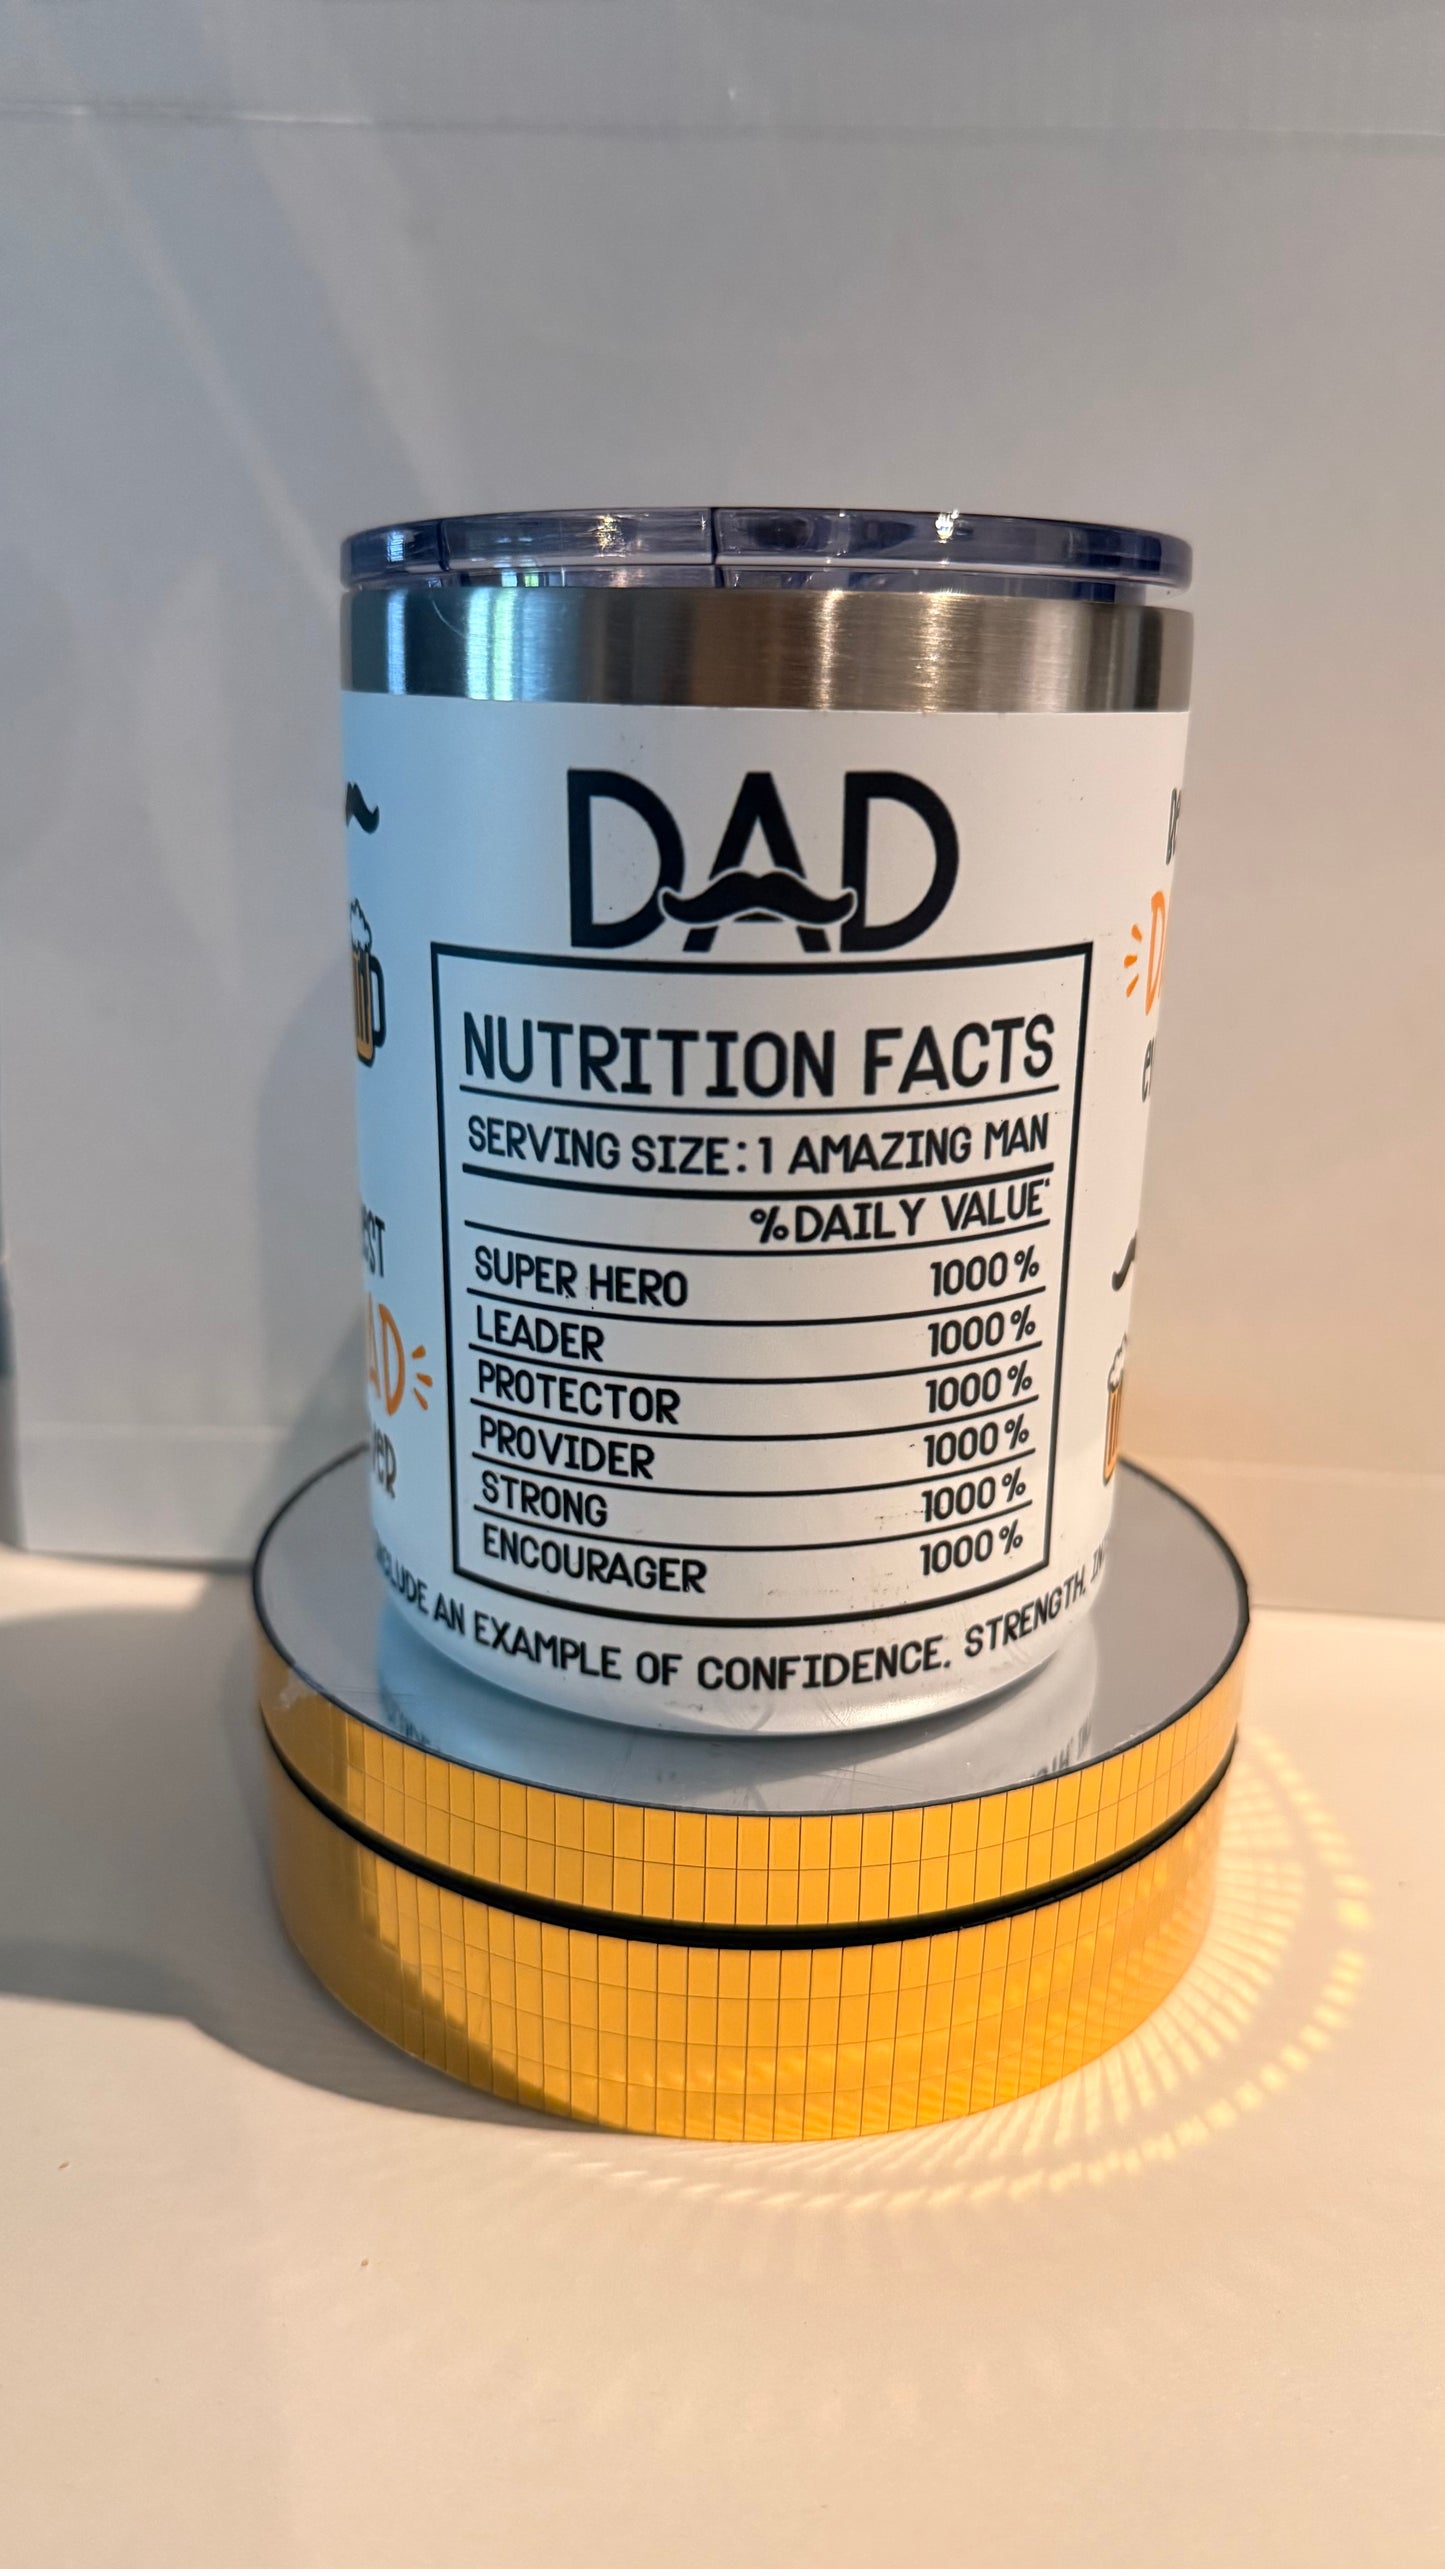 DAD
NUTRITION FACTS
SERVING SIZE: 1 AMAZING MAN
%DAILY VALUE*
SUPER HERO 1000%
LEADER 1000%
PROTECTOR 1000%
PROVIDER 1000%
STRONG 1000%
ENCOURAGER 1000%
AN EXAMPLE OF CONFIDENCE. STRENGTH.